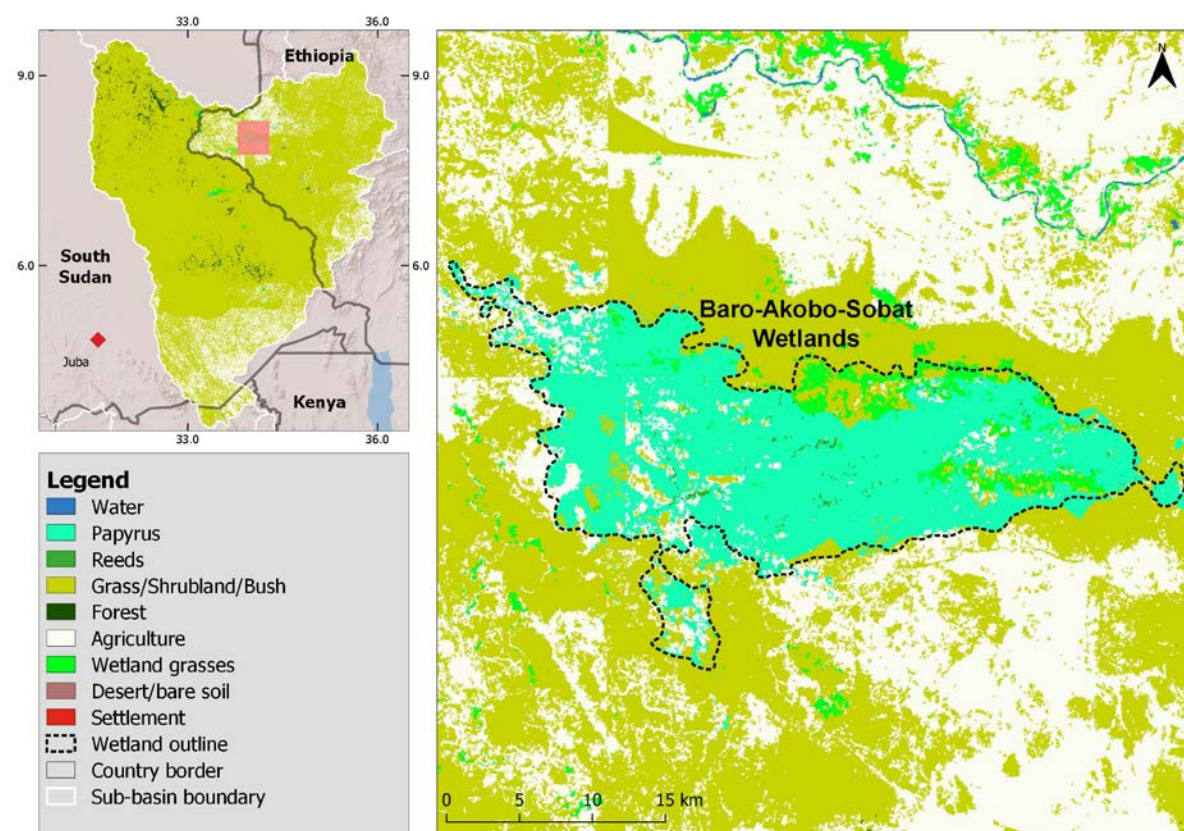 33.0
36.0
Ethiopia
9.0
South
Sudan
6.0
6.0
Juba
Kenya
33.0
36.0
Legend
Water
Papyrus
Reeds
Grass/Shrubland/Bush
Forest
Agriculture
Wetland grasses
Desert/bare soil
Settlement
Wetland outline
Country border
Sub-basin boundary
N
Baro-Akobo-Sobat
Wetlands
0
5
10
15 km